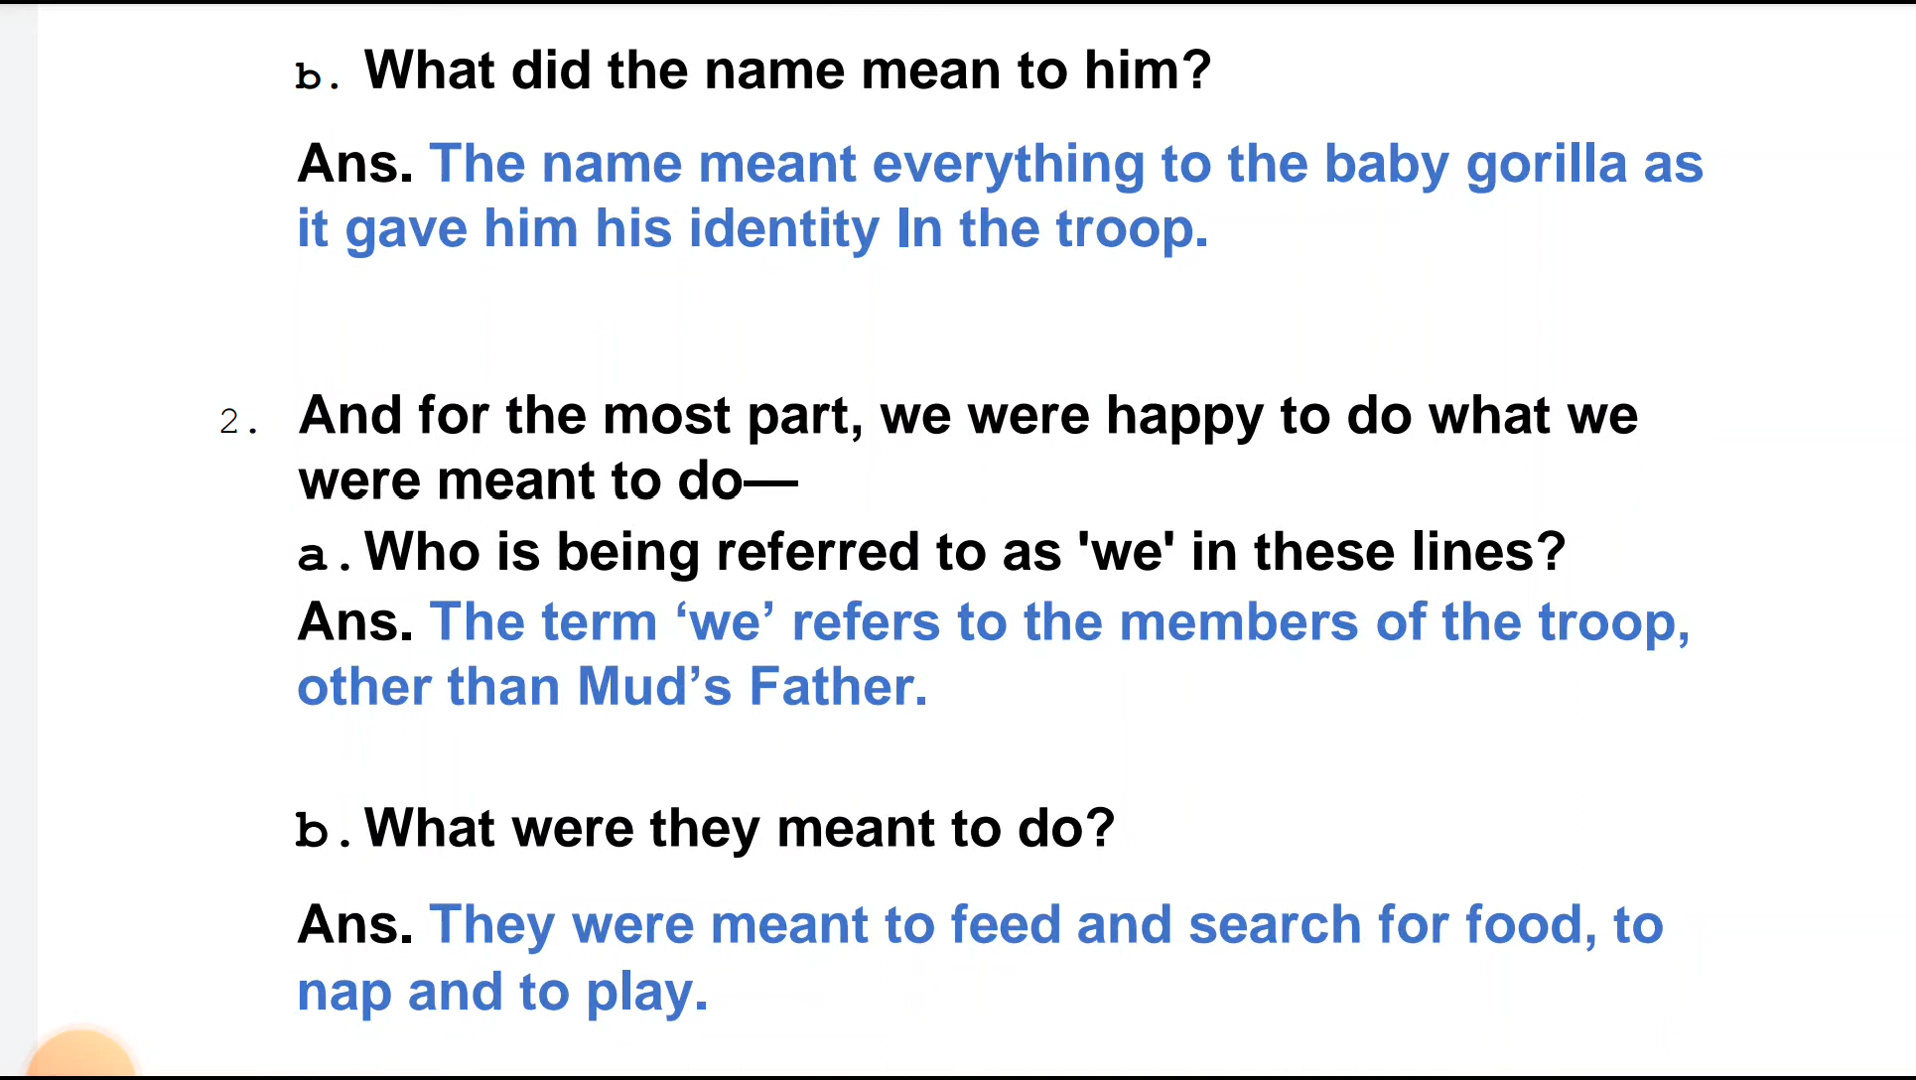 b. What did the name mean to him?
Ans. The name meant everything to the baby gorilla as
it gave him his identity In the troop.
2. And for the most part, we were happy to do what we
were meant to do—
a. Who is being referred to as 'we' in these lines?
Ans. The term ‘we’ refers to the members of the troop,
other than Mud’s Father.
b. What were they meant to do?
Ans. They were meant to feed and search for food, to
nap and to play.